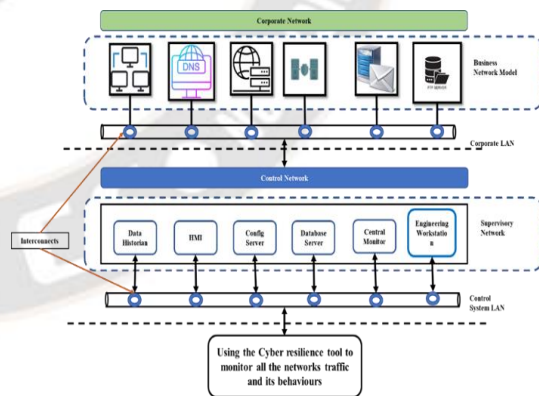 Corporate Network
DNS
Business
Network Model
Corporate LAN
Control Network
Interconnects
Data
Historian
HMI
Config
Server
Database
Server
Central
Monitor
Engineering
Workstatio
n
Supervisory
Network
Control
System LAN
Using the Cyber resilience tool to
monitor all the networks traffic
and its behaviours